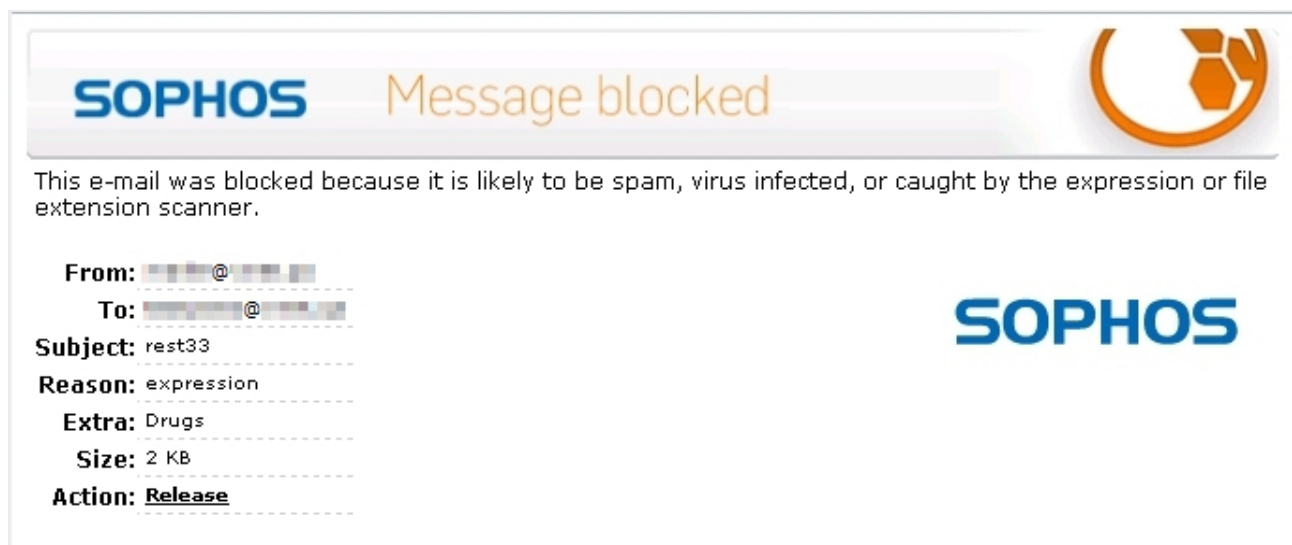 SOPHOS Message blocked
This e-mail was blocked because it is likely to be spam, virus infected, or caught by the expression or file
extension scanner.
From: @
To: @
Subject: rest33
Reason: expression
Extra: Drugs
Size: 2 KB
Action: Release
SOPHOS